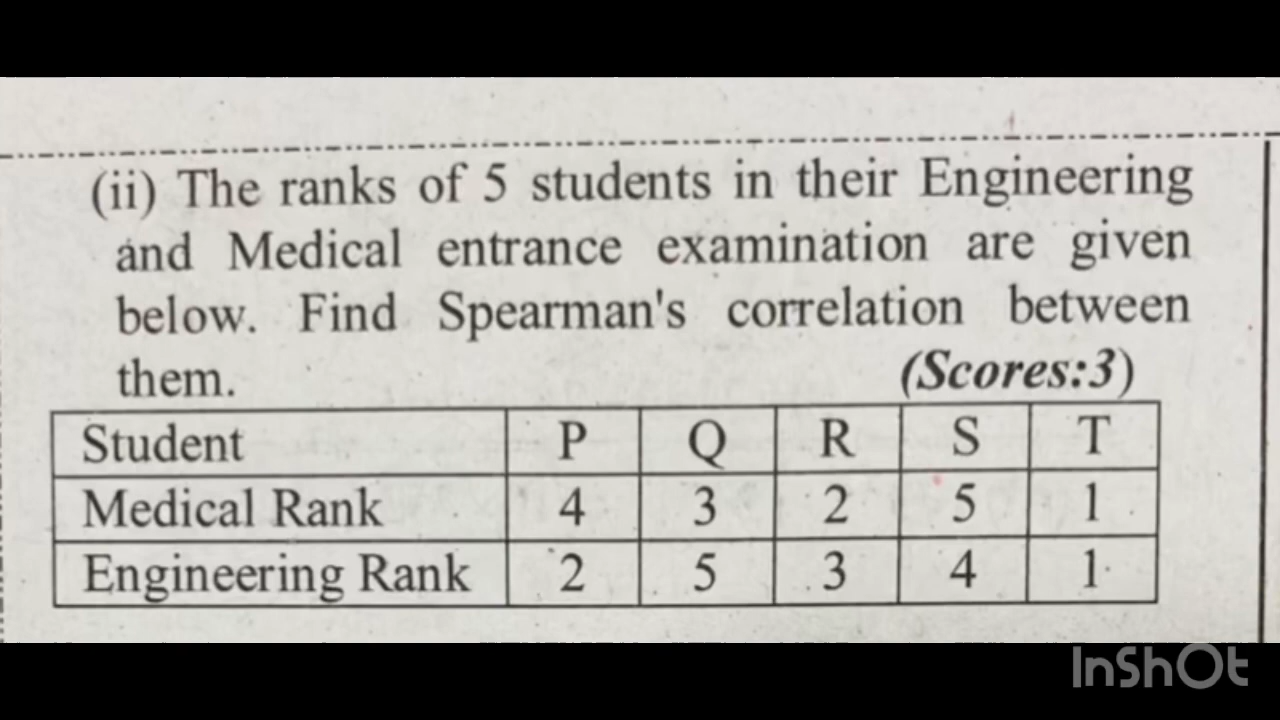 (ii) The ranks of 5 students in their Engineering
and Medical entrance examination are given
below. Find Spearman's correlation between
them. (Scores:3)
Student P Q R S T
Medical Rank 4 3 2 5 1
Engineering Rank 2 5 3 4 1
InShOt